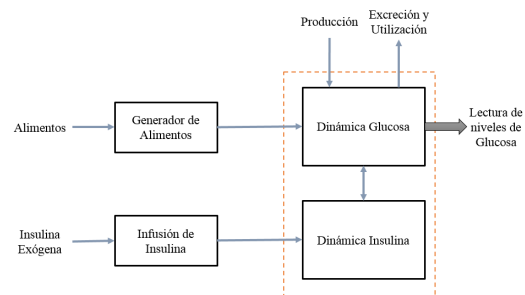 Producción
Excreción y
Utilización
Alimentos
Generador de
Alimentos
Dinámica Glucosa
Lectura de
niveles de
Glucosa
Insulina
Exógena
Infusión de
Insulina
Dinámica Insulina